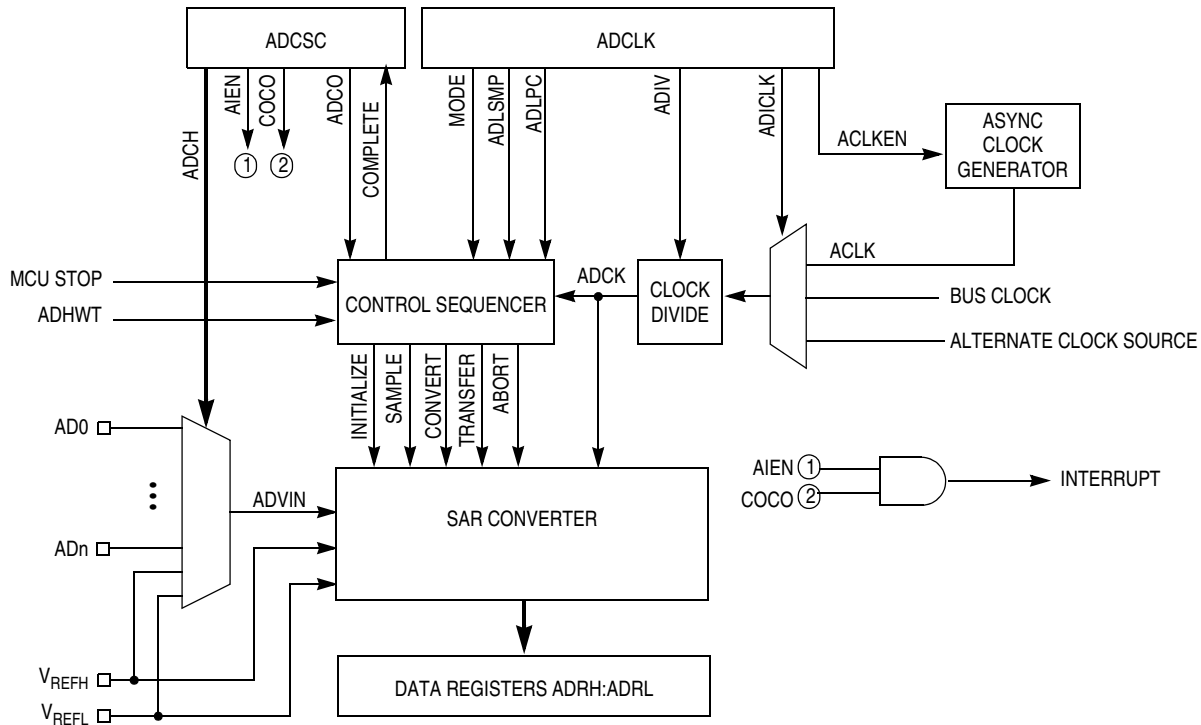 ADCSC
ADCLK
ADCH
AIEN
COCO
ADCO
COMPLETE
MODE
ADLSMP
ADLPC
ADIV
ADICLK
ACLKEN
ASYNC
CLOCK
GENERATOR
1
2
MCU STOP
ADHWT
CONTROL SEQUENCER
ADCK
CLOCK
DIVIDE
ACLK
BUS CLOCK
ALTERNATE CLOCK SOURCE
INITIALIZE
SAMPLE
CONVERT
TRANSFER
ABORT
AD0
•••
ADn
ADVIN
SAR CONVERTER
AIEN 1
COCO 2
INTERRUPT
VREFH
VREFL
DATA REGISTERS ADRH:ADRL